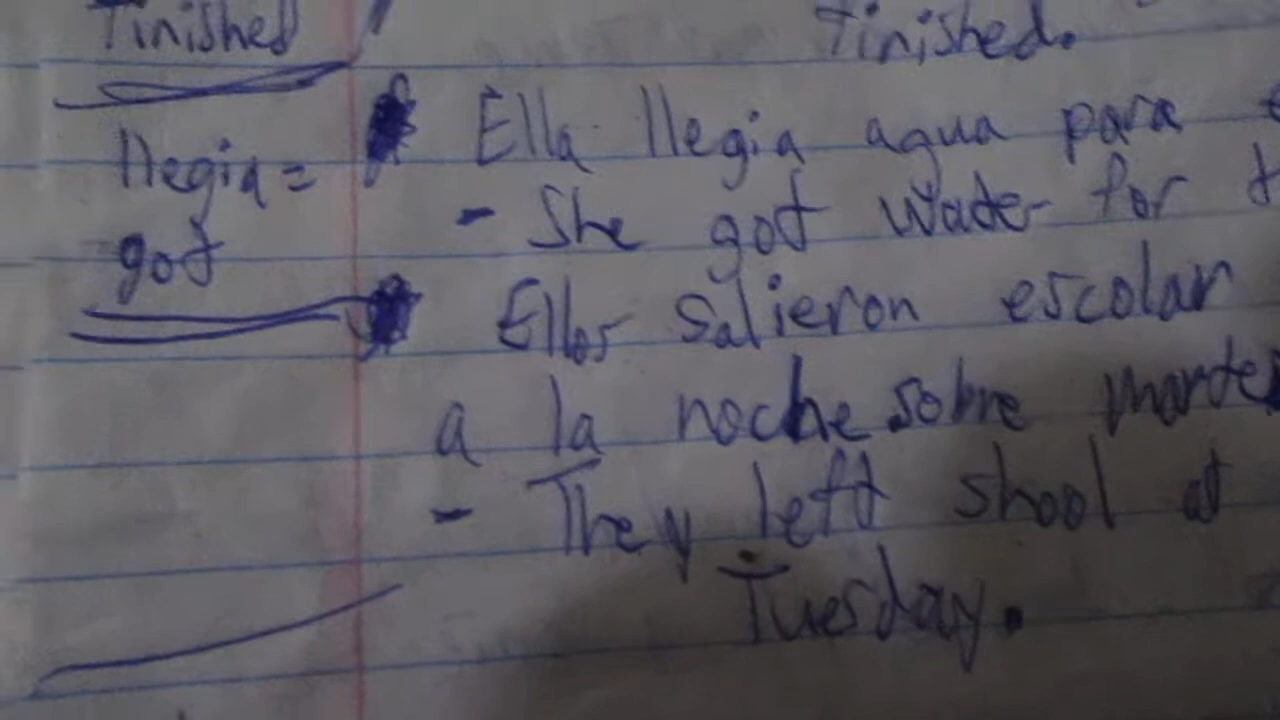 Finished
finished.
llegia =
got
Ella llegia agua para
- She got Water for
Ellos salieron escolar
a la noche sobre martes
- They left shool at
Tuesday.